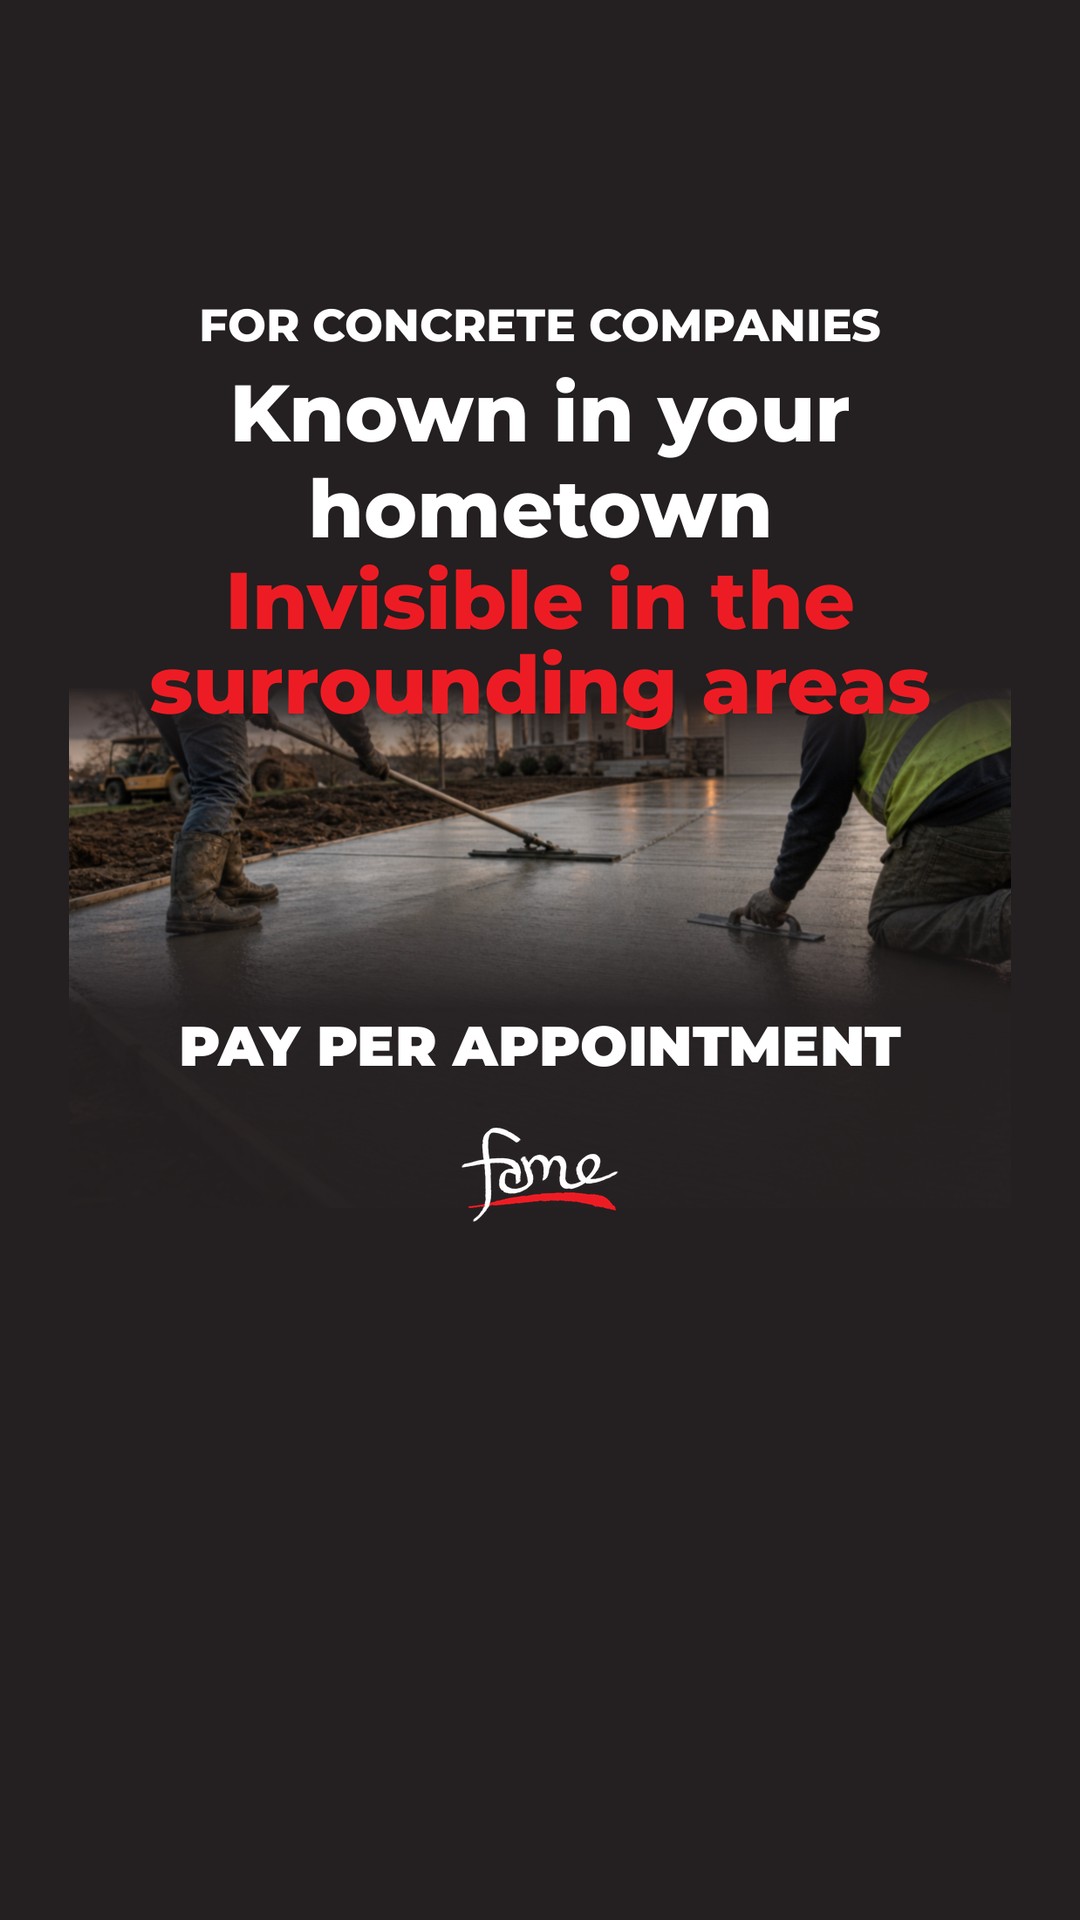 FOR CONCRETE COMPANIES
Known in your
hometown
Invisible in the
surrounding areas
PAY PER APPOINTMENT
fame